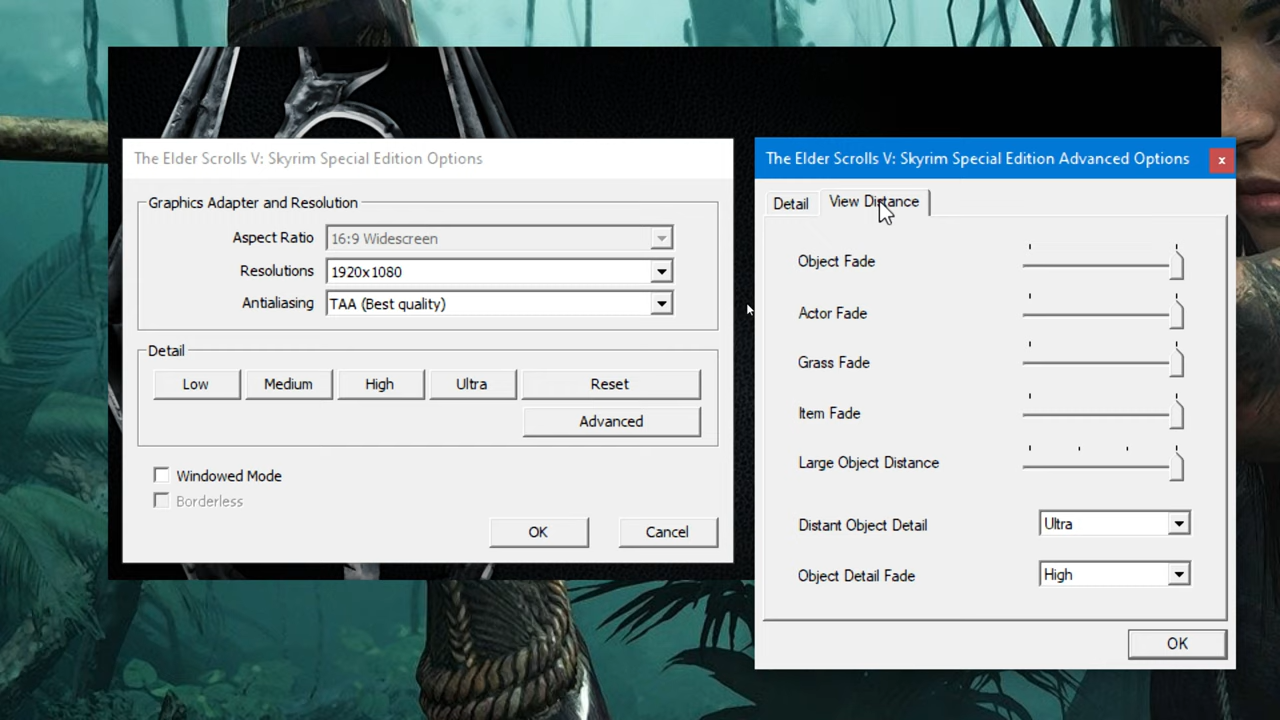 The Elder Scrolls V: Skyrim Special Edition Options
Graphics Adapter and Resolution
Aspect Ratio 16:9 Widescreen
Resolutions 1920x1080
Antialiasing TAA (Best quality)
Detail
Low Medium High Ultra Reset
Advanced
Windowed Mode
Borderless
OK Cancel
The Elder Scrolls V: Skyrim Special Edition Advanced Options x
Detail View Distance
Object Fade
Actor Fade
Grass Fade
Item Fade
Large Object Distance
Distant Object Detail Ultra
Object Detail Fade High
OK